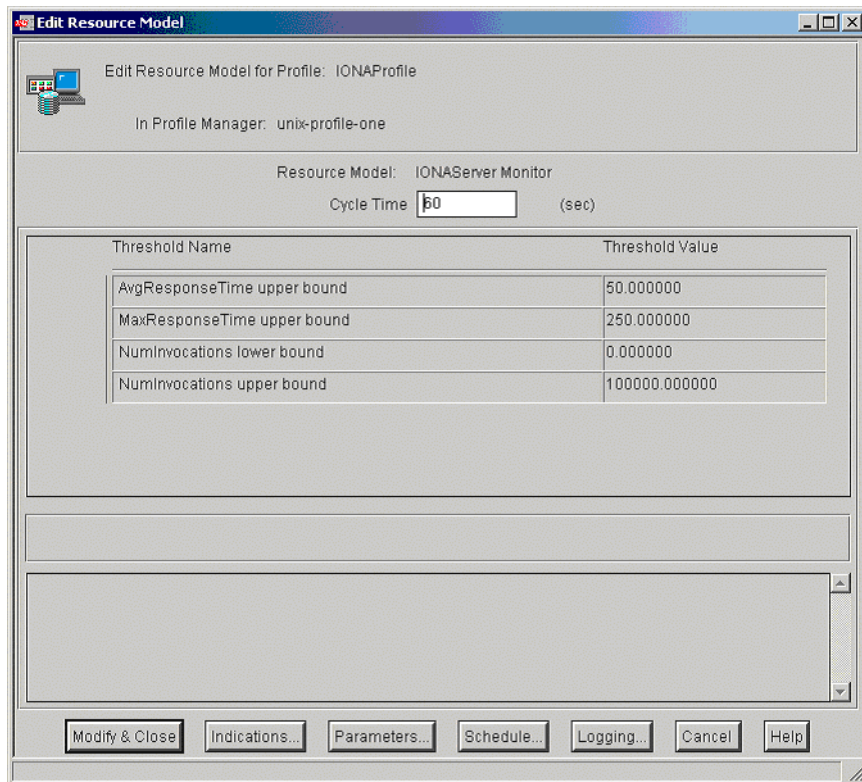 Edit Resource Model
Edit Resource Model for Profile: IONAProfile
In Profile Manager: unix-profile-one
Resource Model: IONAServer Monitor
Cycle Time 60 (sec)
Threshold Name Threshold Value
AvgResponseTime upper bound 50.000000
MaxResponseTime upper bound 250.000000
NumInvocations lower bound 0.000000
NumInvocations upper bound 100000.000000
Modify & Close Indications... Parameters... Schedule... Logging... Cancel Help